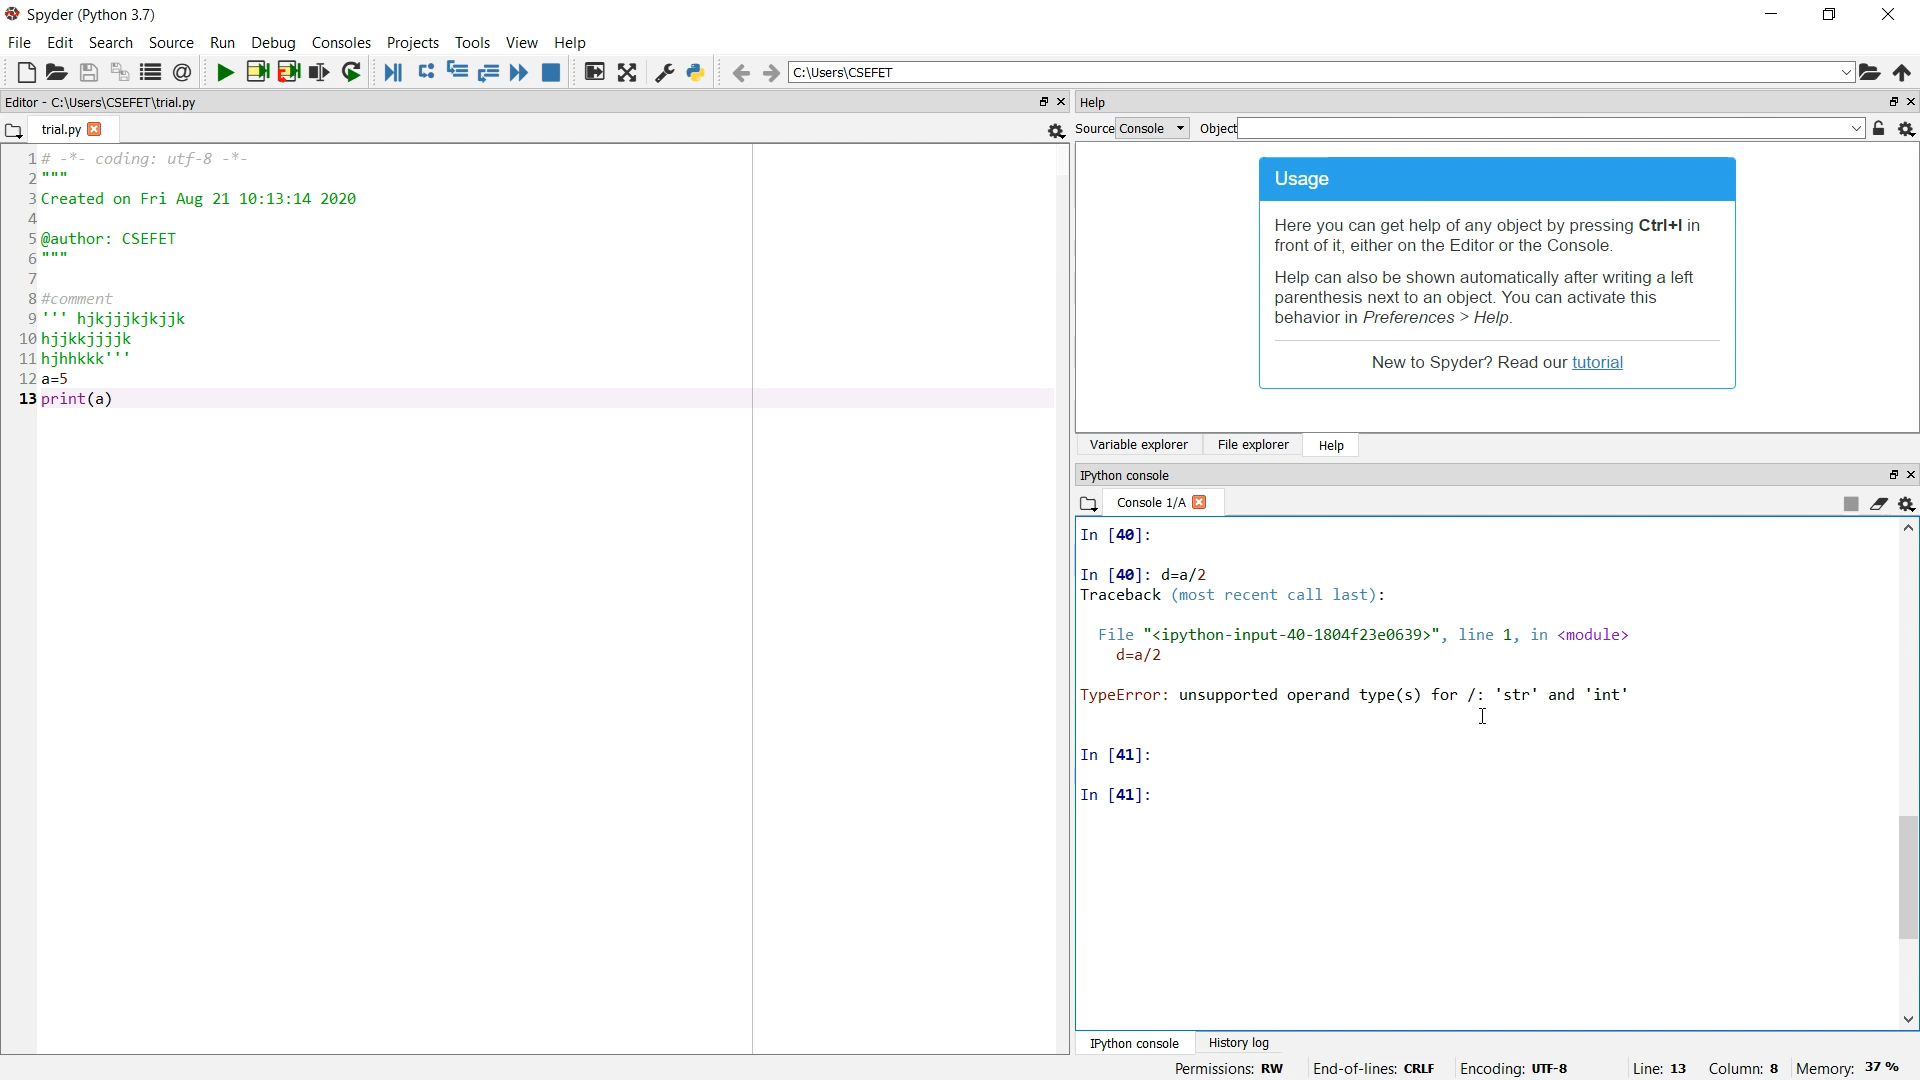 Spyder (Python 3.7)
File Edit Search Source Run Debug Consoles Projects Tools View Help
C:\Users\CSEFET
Editor - C:\Users\CSEFET\trial.py
trial.py
1 # -*- coding: utf-8 -*-
2 """
3 Created on Fri Aug 21 10:13:14 2020
4
5 @author: CSEFET
6 """
7
8 #comment
9 ''' hjkjjjkjkjjk
10 hjjkkjjjjk
11 hjhhkkk'''
12 a=5
13 print(a)
Help
Source Console Object
Usage
Here you can get help of any object by pressing Ctrl+I in
front of it, either on the Editor or the Console.
Help can also be shown automatically after writing a left
parenthesis next to an object. You can activate this
behavior in Preferences > Help.
New to Spyder? Read our tutorial
Variable explorer File explorer Help
IPython console
Console 1/A
In [40]:
In [40]: d=a/2
Traceback (most recent call last):
File "<ipython-input-40-1804f23e0639>", line 1, in <module>
d=a/2
TypeError: unsupported operand type(s) for /: 'str' and 'int'
In [41]:
In [41]:
IPython console History log
Permissions: RW End-of-lines: CRLF Encoding: UTF-8 Line: 13 Column: 8 Memory: 37 %